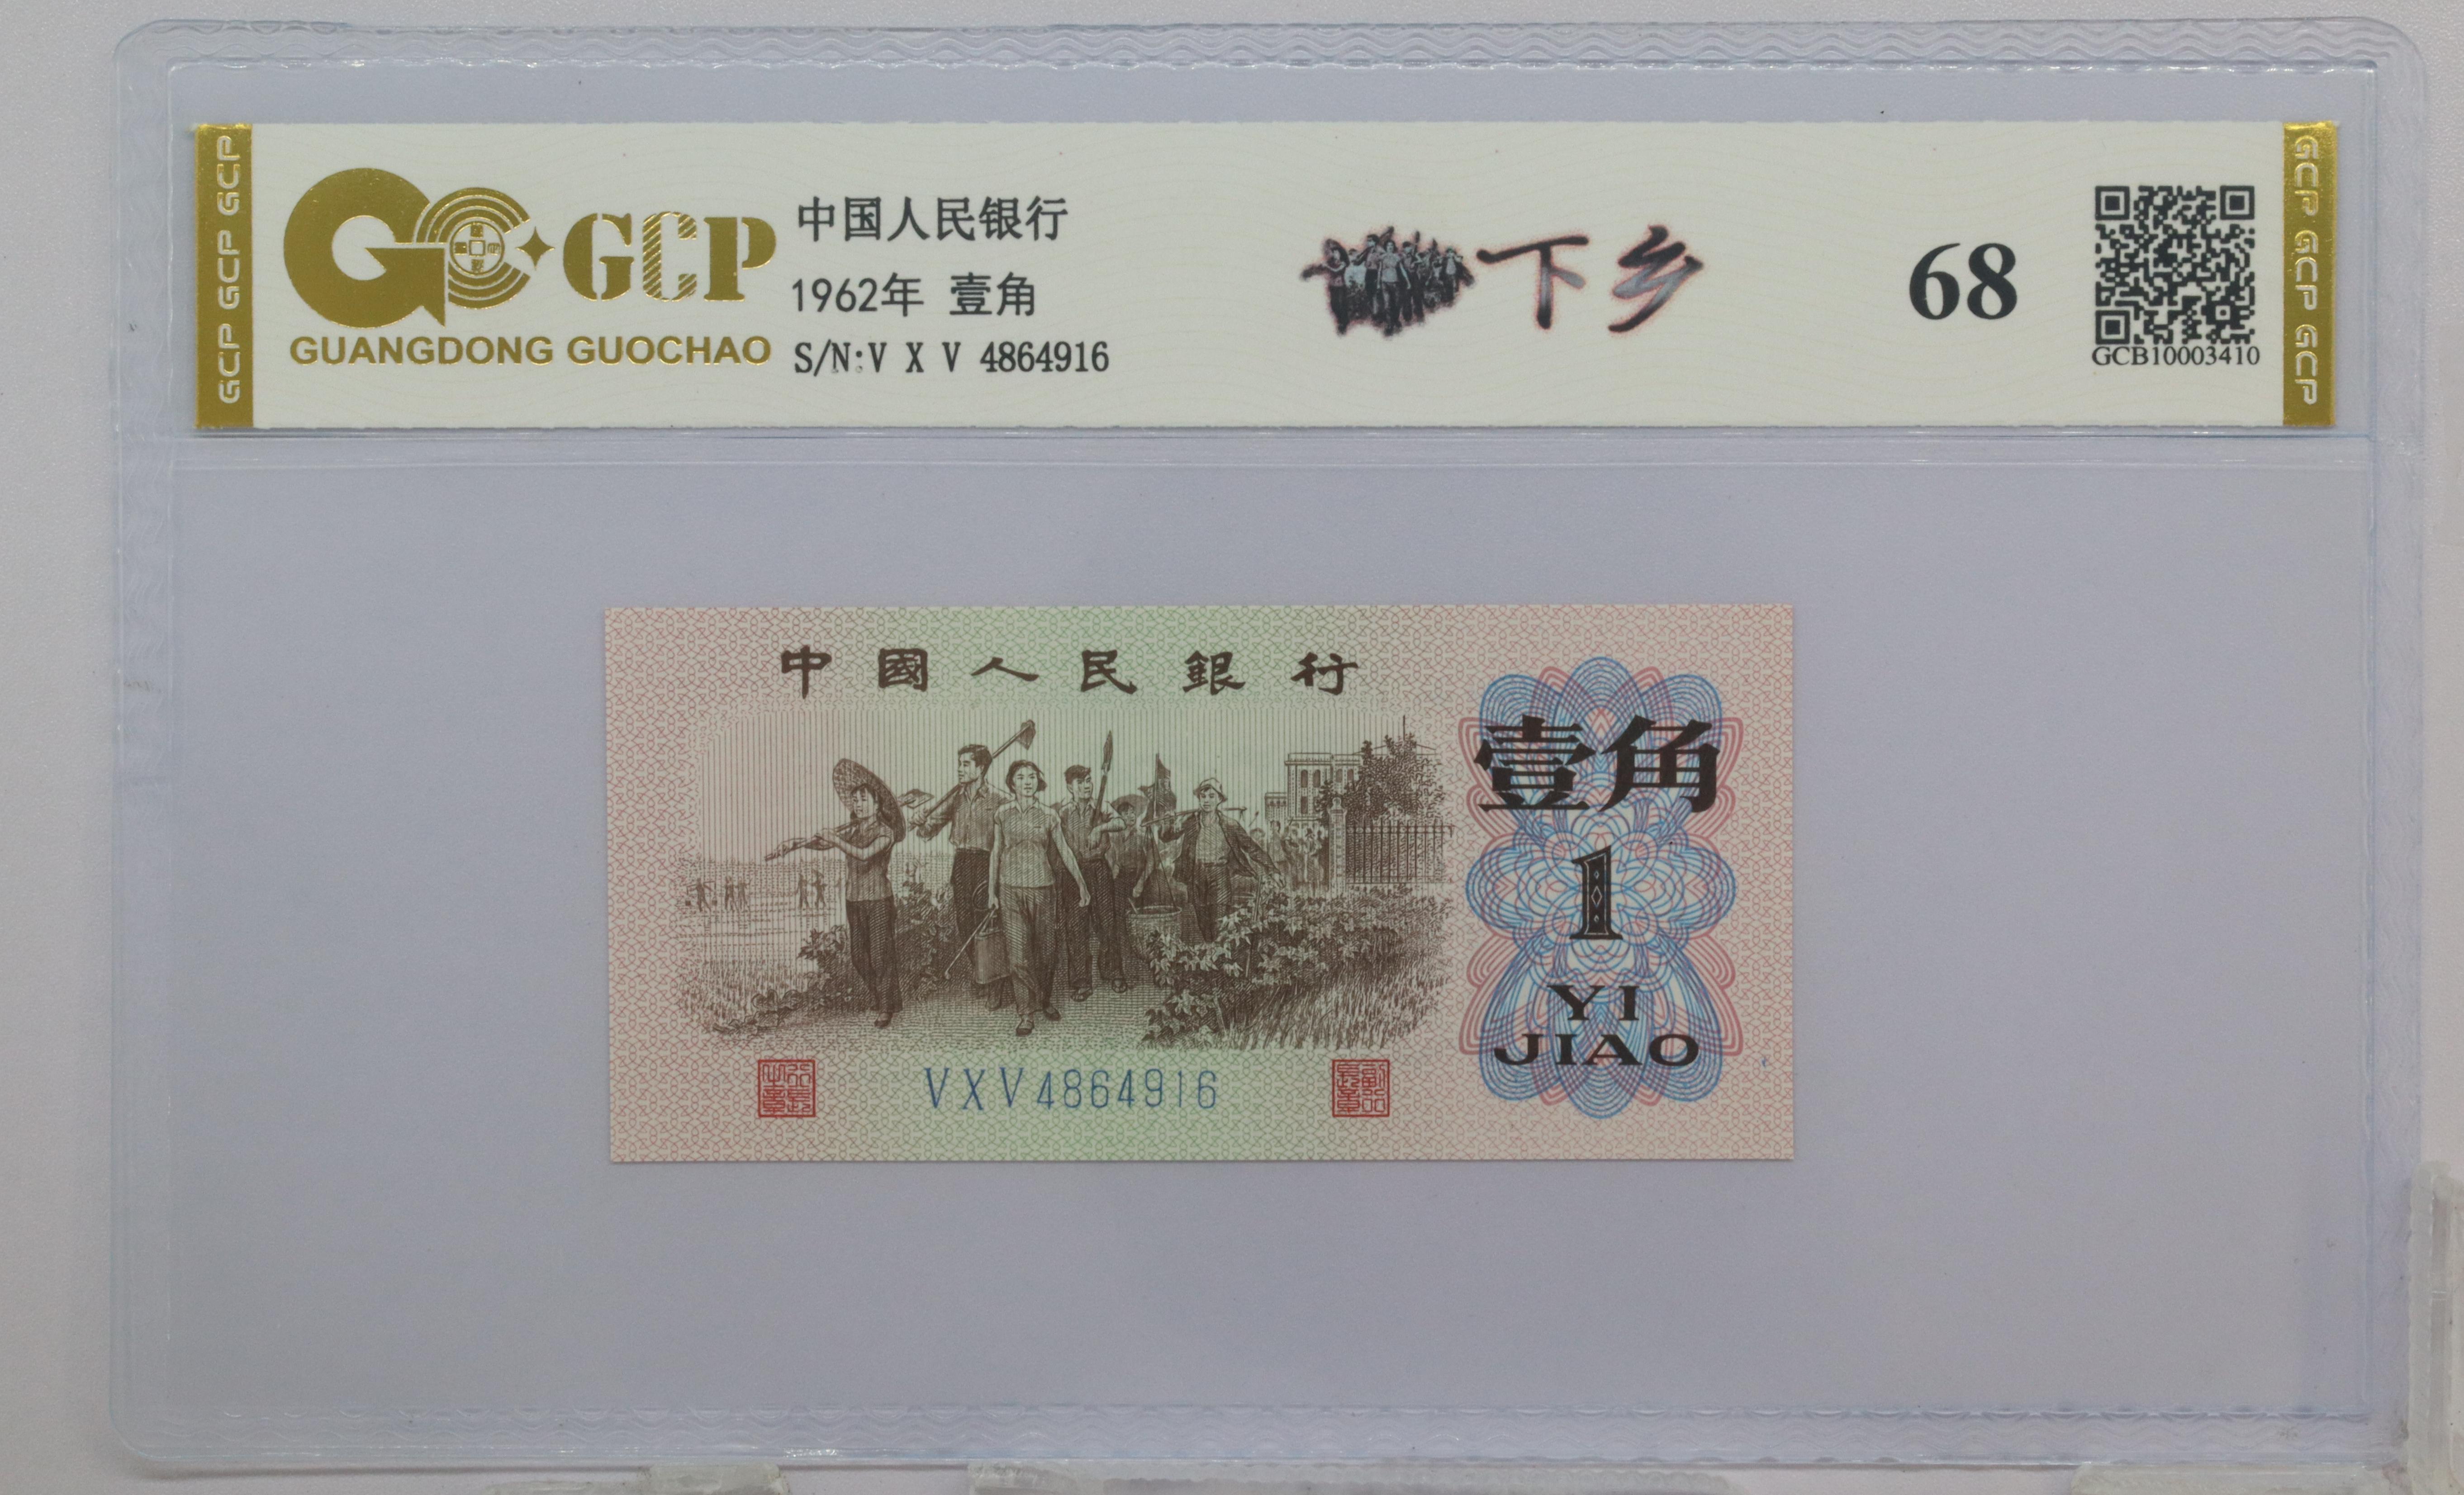 GCP GCP GCP
GCP
GUANGDONG GUOCHAO
中国人民银行
1962年 壹角
S/N:V X V 4864916
下乡
68
GCB10003410
GCP GCP GCP
中國人民銀行
壹角
1
YI
JIAO
VXV4864916